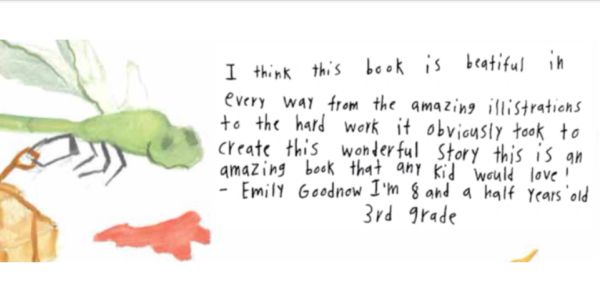 I think this book is beatiful in
every way from the amazing illistrations
to the hard work it obviously took to
create this wonderful story this is an
amazing book that any kid would love!
- Emily Goodnow I'm 8 and a half years old
3rd grade